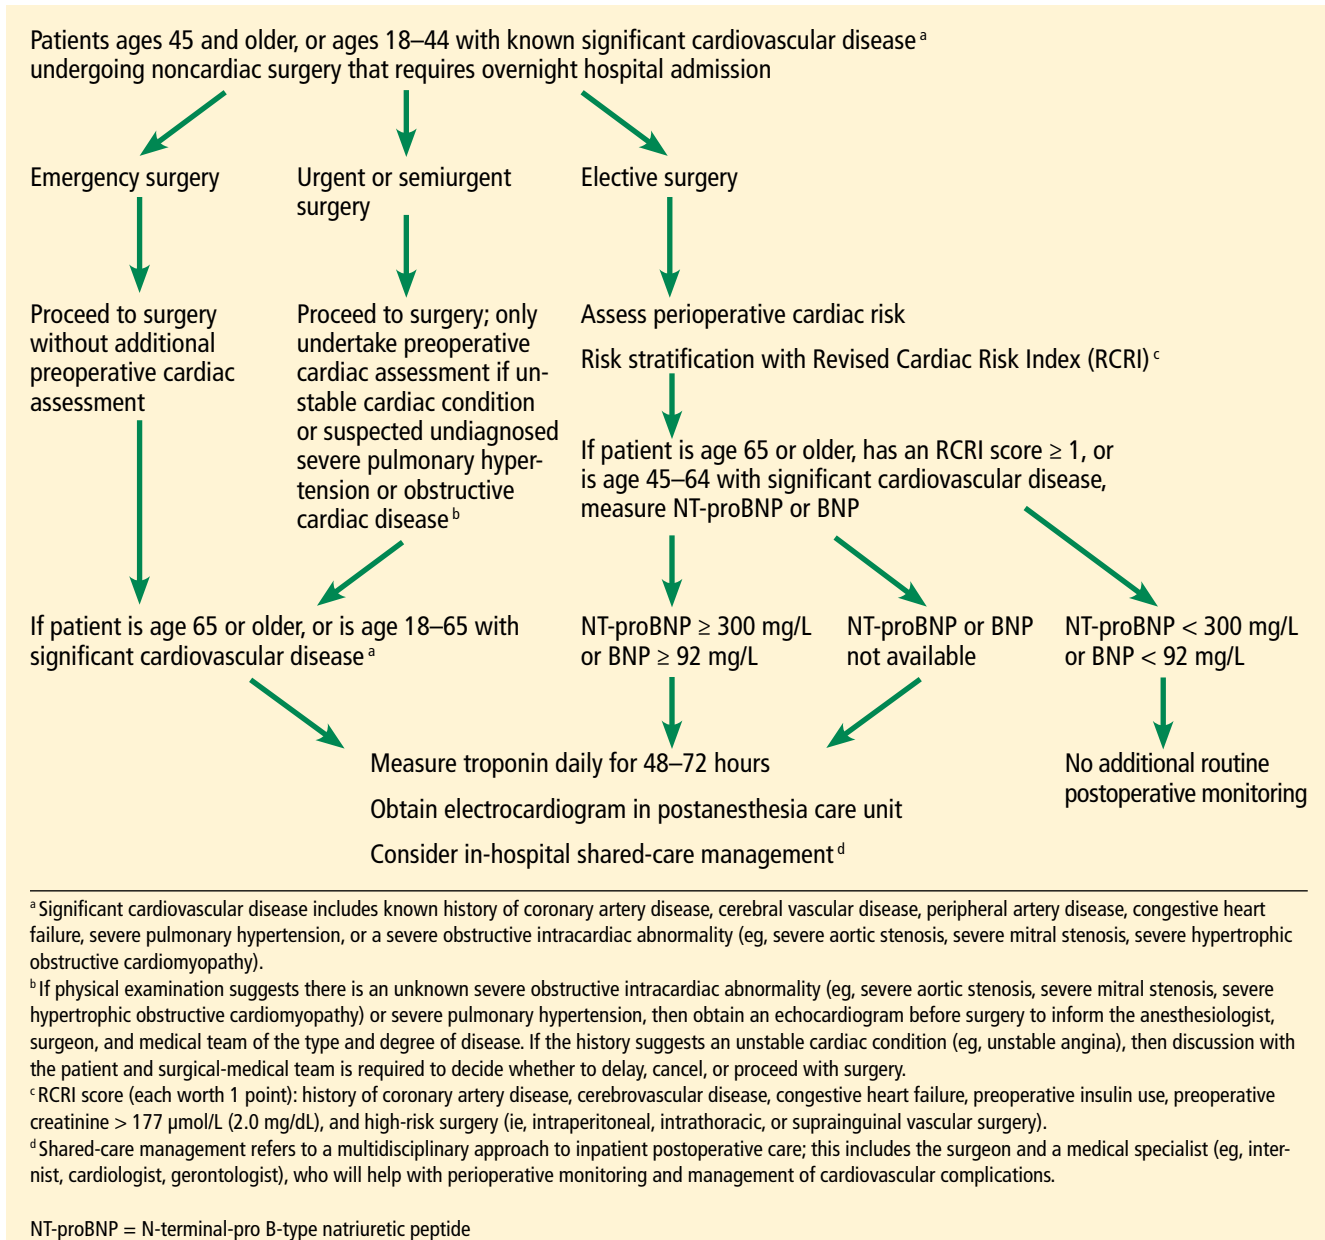 Patients ages 45 and older, or ages 18–44 with known significant cardiovascular disease a
undergoing noncardiac surgery that requires overnight hospital admission
Emergency surgery
Urgent or semiurgent
surgery
Elective surgery
Proceed to surgery
without additional
preoperative cardiac
assessment
Proceed to surgery; only
undertake preoperative
cardiac assessment if un-
stable cardiac condition
or suspected undiagnosed
severe pulmonary hyper-
tension or obstructive
cardiac disease b
Assess perioperative cardiac risk
Risk stratification with Revised Cardiac Risk Index (RCRI) c
If patient is age 65 or older, has an RCRI score ≥ 1, or
is age 45–64 with significant cardiovascular disease,
measure NT-proBNP or BNP
If patient is age 65 or older, or is age 18–65 with
significant cardiovascular disease a
NT-proBNP ≥ 300 mg/L
or BNP ≥ 92 mg/L
NT-proBNP or BNP
not available
NT-proBNP < 300 mg/L
or BNP < 92 mg/L
Measure troponin daily for 48–72 hours
Obtain electrocardiogram in postanesthesia care unit
Consider in-hospital shared-care management d
No additional routine
postoperative monitoring
a Significant cardiovascular disease includes known history of coronary artery disease, cerebral vascular disease, peripheral artery disease, congestive heart
failure, severe pulmonary hypertension, or a severe obstructive intracardiac abnormality (eg, severe aortic stenosis, severe mitral stenosis, severe hypertrophic
obstructive cardiomyopathy).
b If physical examination suggests there is an unknown severe obstructive intracardiac abnormality (eg, severe aortic stenosis, severe mitral stenosis, severe
hypertrophic obstructive cardiomyopathy) or severe pulmonary hypertension, then obtain an echocardiogram before surgery to inform the anesthesiologist,
surgeon, and medical team of the type and degree of disease. If the history suggests an unstable cardiac condition (eg, unstable angina), then discussion with
the patient and surgical-medical team is required to decide whether to delay, cancel, or proceed with surgery.
c RCRI score (each worth 1 point): history of coronary artery disease, cerebrovascular disease, congestive heart failure, preoperative insulin use, preoperative
creatinine > 177 µmol/L (2.0 mg/dL), and high-risk surgery (ie, intraperitoneal, intrathoracic, or suprainguinal vascular surgery).
d Shared-care management refers to a multidisciplinary approach to inpatient postoperative care; this includes the surgeon and a medical specialist (eg, inter-
nist, cardiologist, gerontologist), who will help with perioperative monitoring and management of cardiovascular complications.
NT-proBNP = N-terminal-pro B-type natriuretic peptide